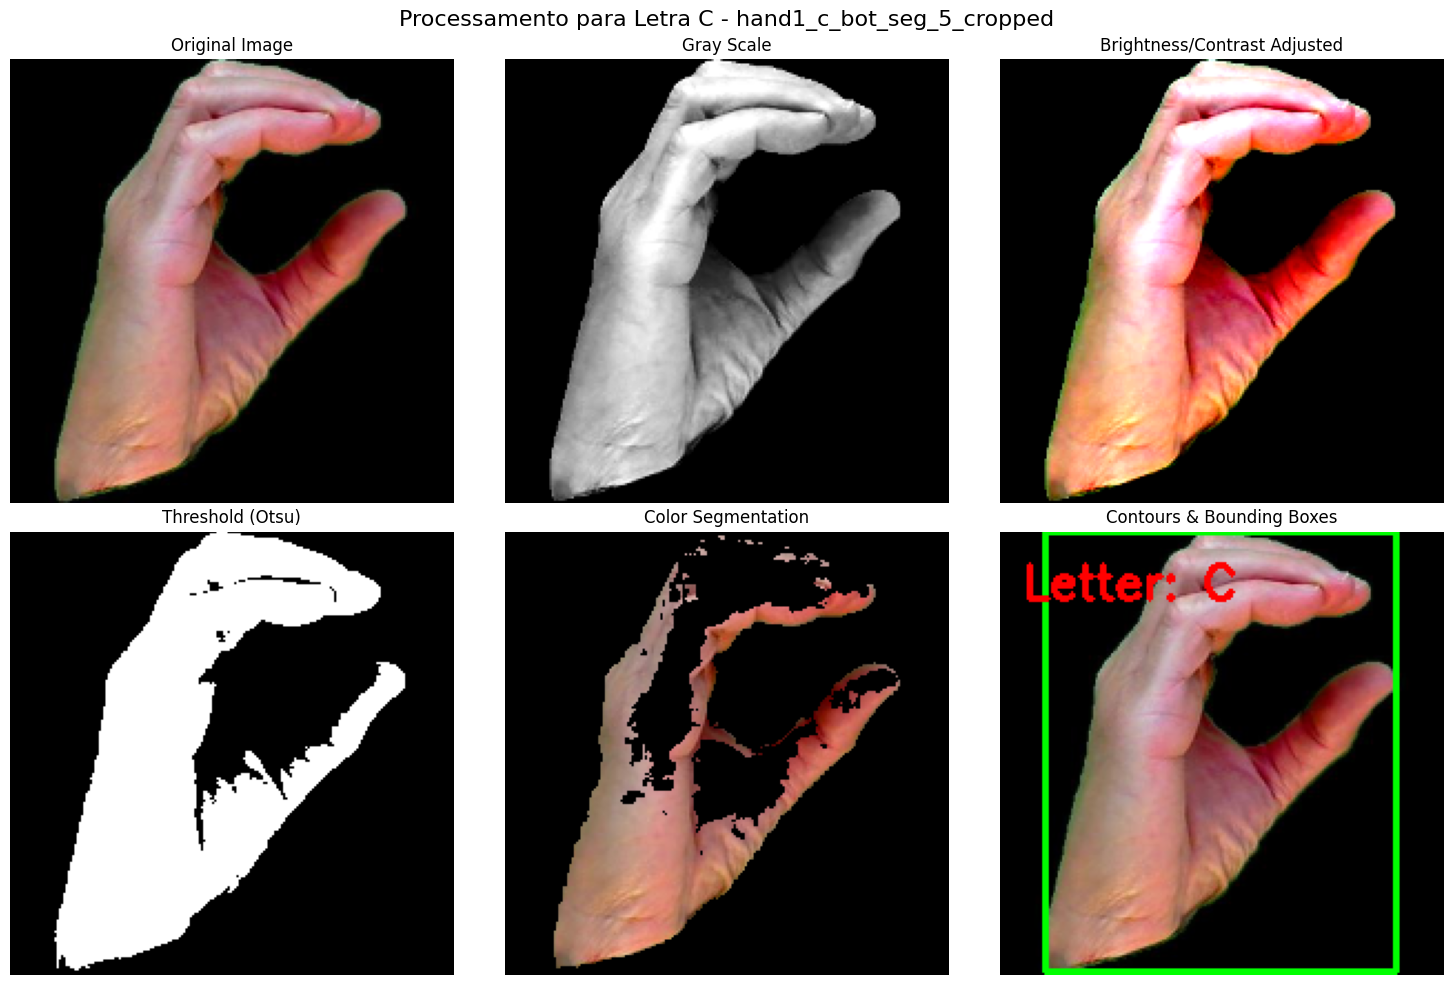 Processamento para Letra C - hand1_c_bot_seg_5_cropped
Original Image
Gray Scale
Brightness/Contrast Adjusted
Threshold (Otsu)
Color Segmentation
Contours & Bounding Boxes
Letter: C